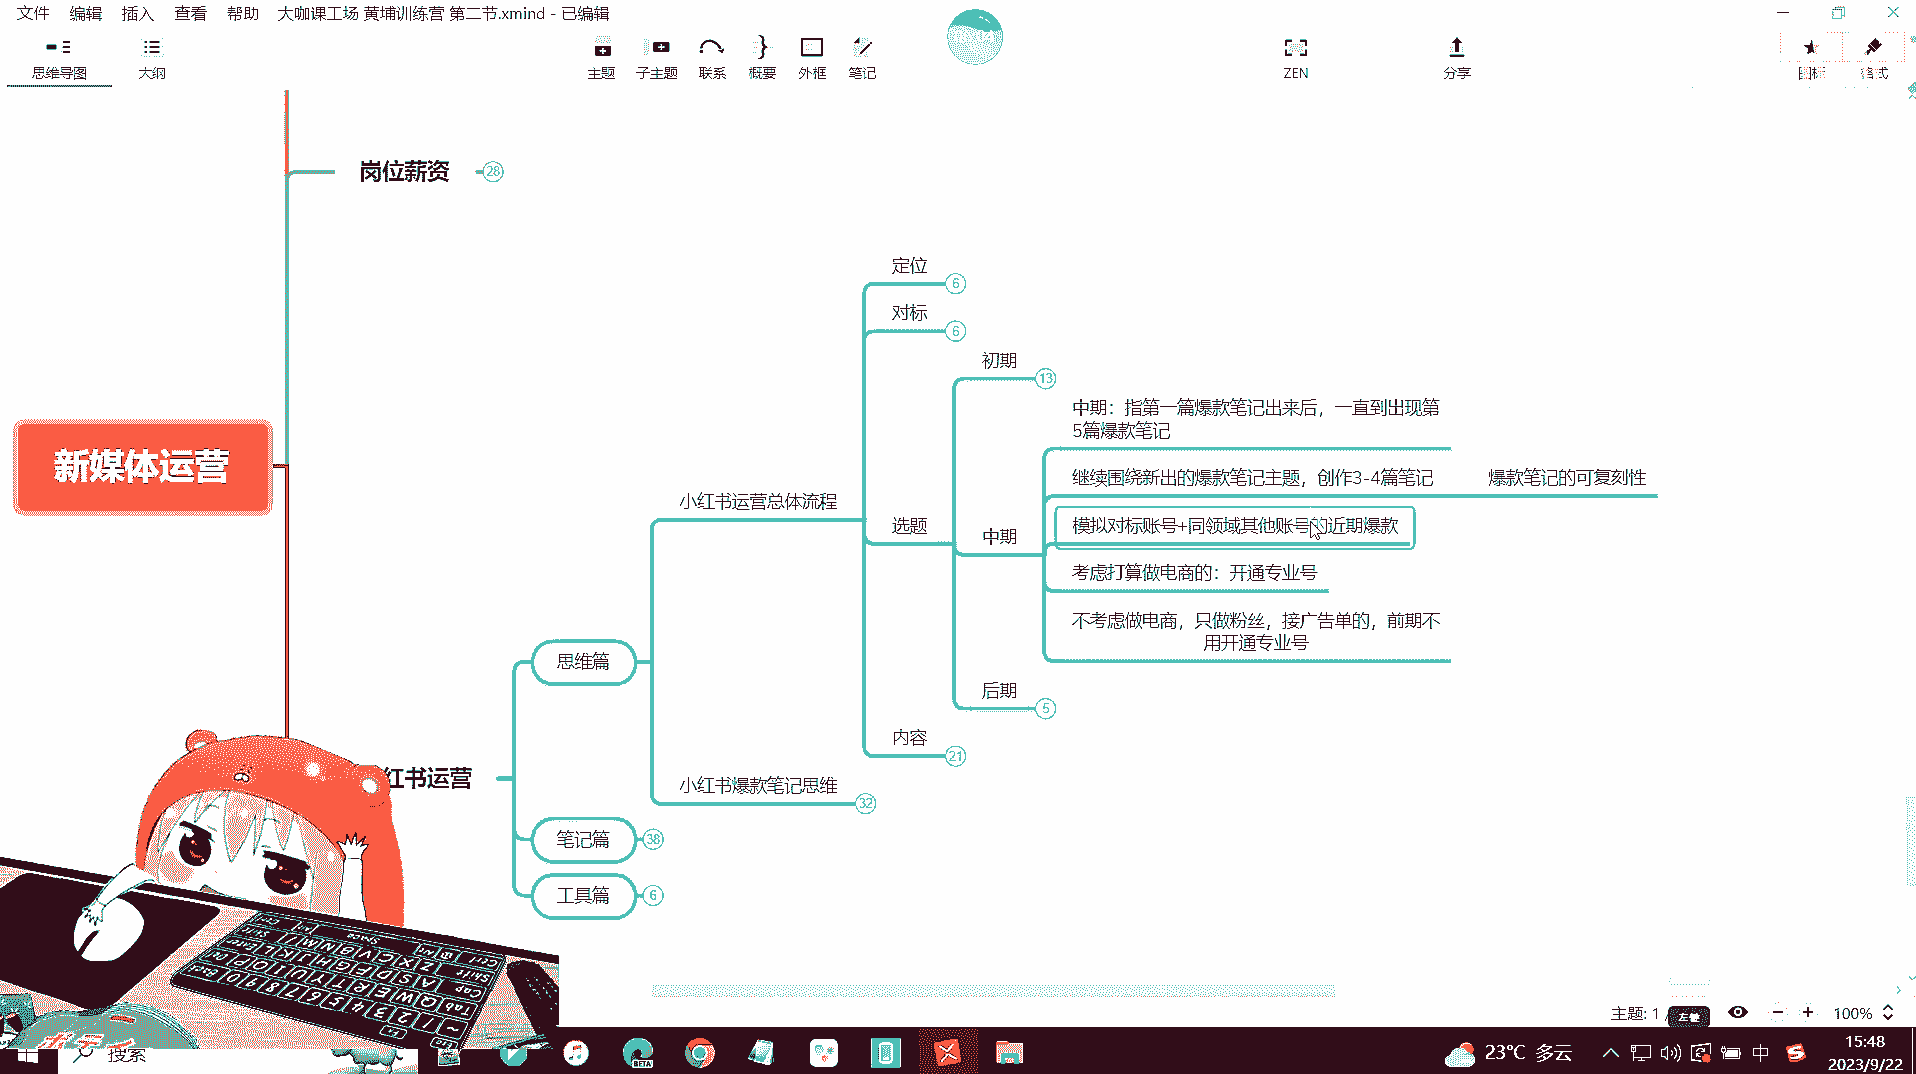 文件 编辑 插入 查看 帮助 大咖课工场 黄埔训练营 第二节.xmind - 已编辑
思维导图 大纲 主题 子主题 联系 概要 外框 笔记 ZEN 分享 图标 格式
岗位薪资 28
定位 6
对标 6
初期 13
中期：指第一篇爆款笔记出来后，一直到出现第
5篇爆款笔记
新媒体运营
继续围绕新出的爆款笔记主题，创作3-4篇笔记 爆款笔记的可复刻性
小红书运营总体流程
选题
中期
模拟对标账号+同领域其他账号的近期爆款
考虑打算做电商的：开通专业号
不考虑做电商，只做粉丝，接广告单的，前期不
用开通专业号
思维篇
后期 5
内容 21
红书运营
小红书爆款笔记思维 32
笔记篇 38
工具篇 6
主题: 1
100%
搜索
BETA
23°C 多云
中
15:48
2023/9/22